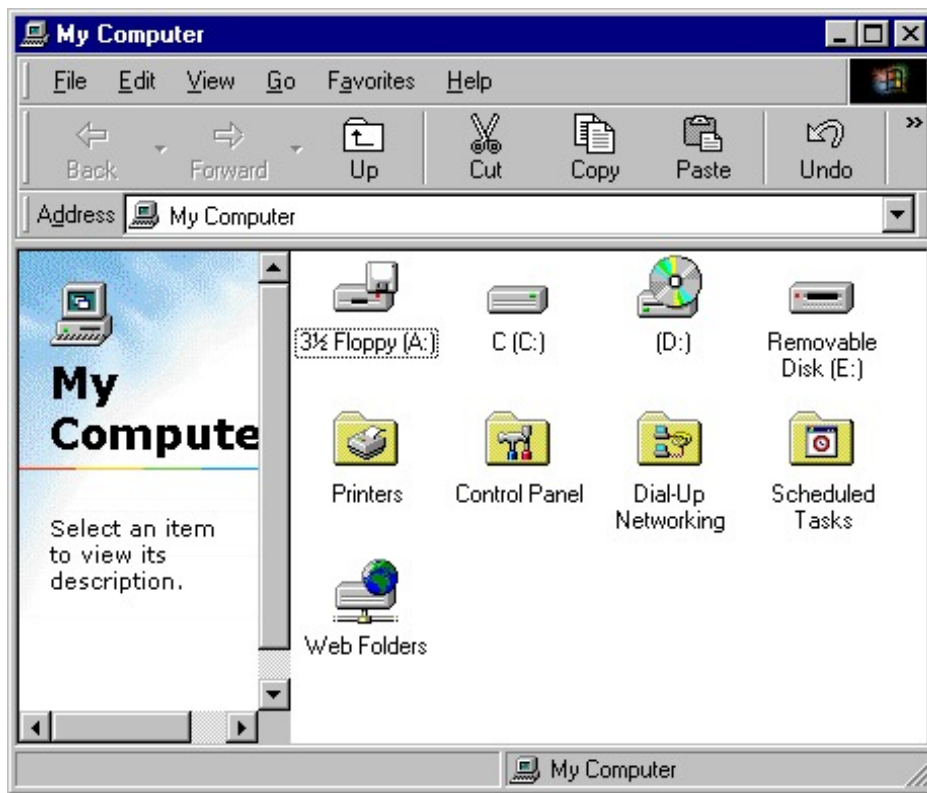 My Computer
File Edit View Go Favorites Help
Back Forward Up Cut Copy Paste Undo »
Address My Computer
My
Compute
Select an item
to view its
description.
3½ Floppy (A:) C (C:) (D:) Removable
Disk (E:)
Printers Control Panel Dial-Up
Networking Scheduled
Tasks
Web Folders
My Computer